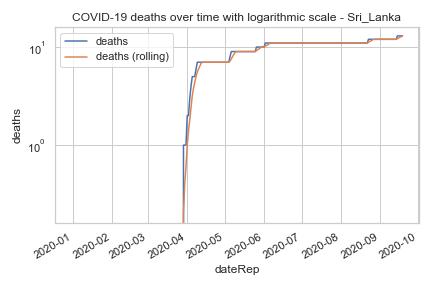 COVID-19 deaths over time with logarithmic scale - Sri_Lanka
deaths
deaths (rolling)
10¹
10⁰
deaths
2020-01
2020-02
2020-03
2020-04
2020-05
2020-06
2020-07
2020-08
2020-09
2020-10
dateRep